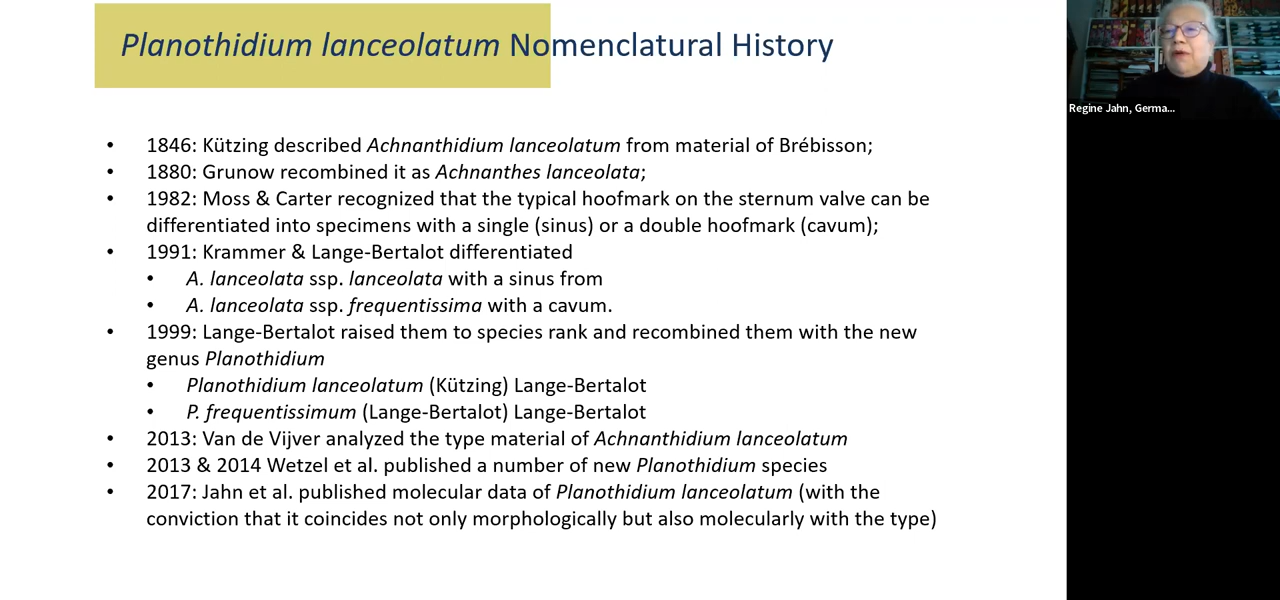 Planothidium lanceolatum Nomenclatural History
Regine Jahn, Germa...
• 1846: Kützing described Achnanthidium lanceolatum from material of Brébisson;
• 1880: Grunow recombined it as Achnanthes lanceolata;
• 1982: Moss & Carter recognized that the typical hoofmark on the sternum valve can be
differentiated into specimens with a single (sinus) or a double hoofmark (cavum);
• 1991: Krammer & Lange-Bertalot differentiated
• A. lanceolata ssp. lanceolata with a sinus from
• A. lanceolata ssp. frequentissima with a cavum.
• 1999: Lange-Bertalot raised them to species rank and recombined them with the new
genus Planothidium
• Planothidium lanceolatum (Kützing) Lange-Bertalot
• P. frequentissimum (Lange-Bertalot) Lange-Bertalot
• 2013: Van de Vijver analyzed the type material of Achnanthidium lanceolatum
• 2013 & 2014 Wetzel et al. published a number of new Planothidium species
• 2017: Jahn et al. published molecular data of Planothidium lanceolatum (with the
conviction that it coincides not only morphologically but also molecularly with the type)